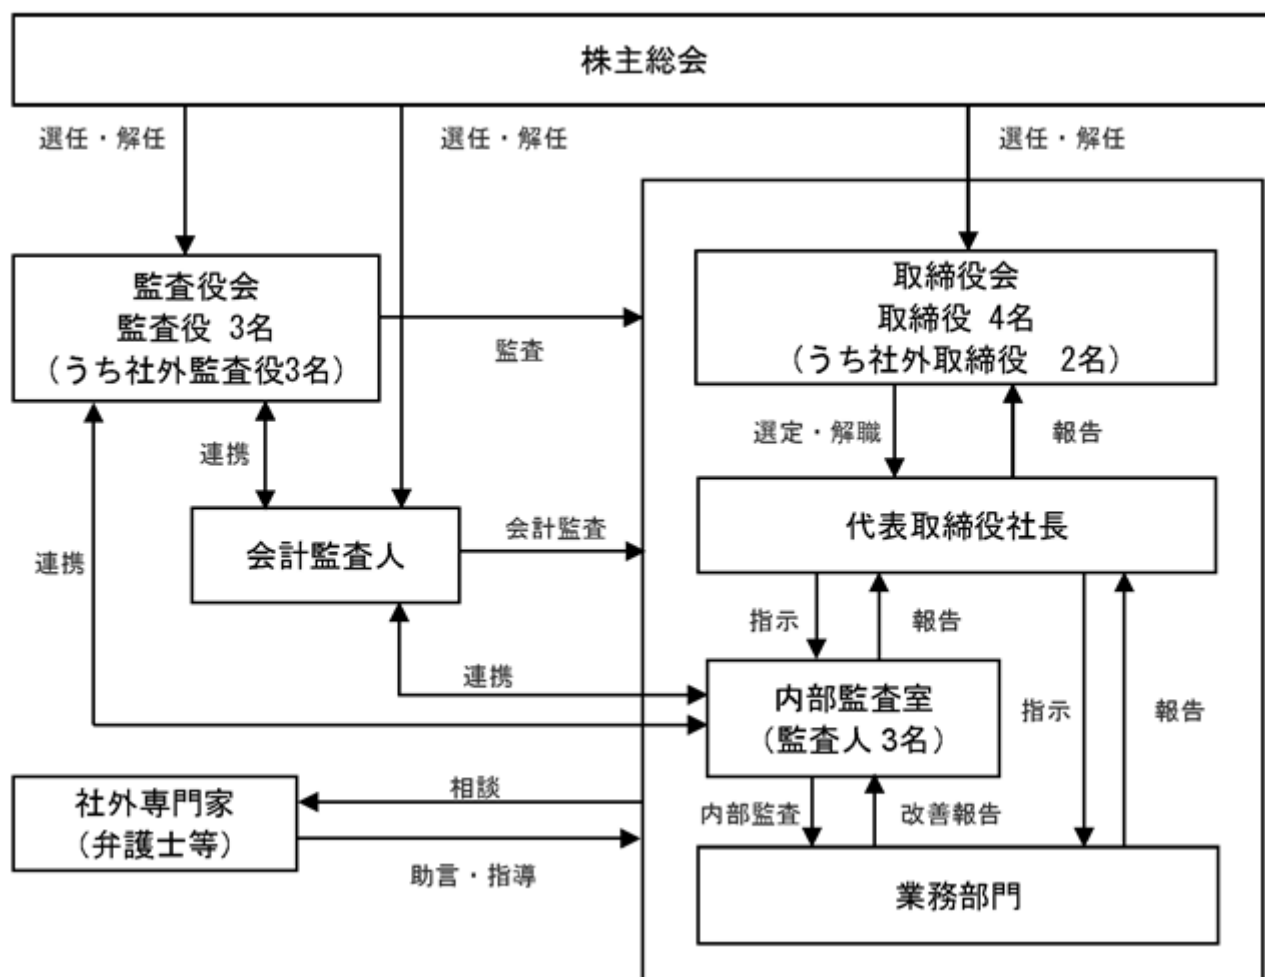 株主総会
選任・解任
選任・解任
選任・解任
監査役会
監査役 3名
(うち社外監査役3名)
監査
取締役会
取締役 4名
(うち社外取締役　2名)
選定・解職
報告
連携
代表取締役社長
会計監査人
会計監査
連携
指示
報告
連携
内部監査室
(監査人 3名)
指示
報告
社外専門家
(弁護士等)
相談
助言・指導
内部監査
改善報告
業務部門